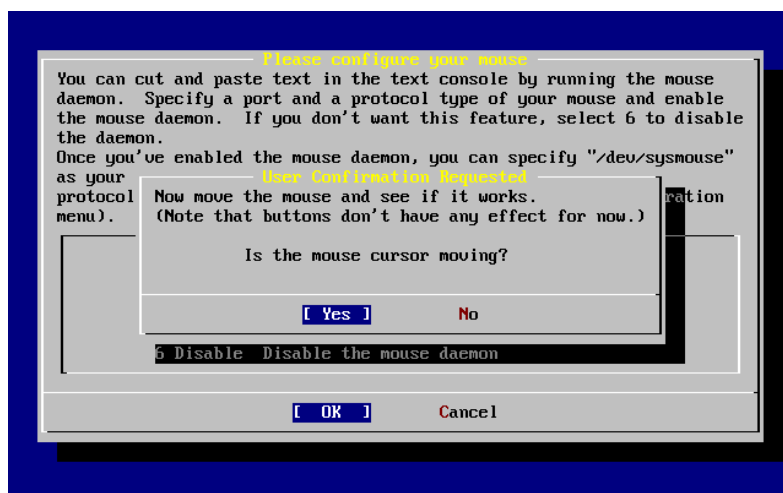 Please configure your mouse
You can cut and paste text in the text console by running the mouse
daemon.  Specify a port and a protocol type of your mouse and enable
the mouse daemon.  If you don't want this feature, select 6 to disable
the daemon.
Once you've enabled the mouse daemon, you can specify "/dev/sysmouse"
as your
User Confirmation Requested
protocol ration
menu).
Now move the mouse and see if it works.
(Note that buttons don't have any effect for now.)
Is the mouse cursor moving?
[ Yes ]    No
6 Disable  Disable the mouse daemon
[  OK  ]    Cancel